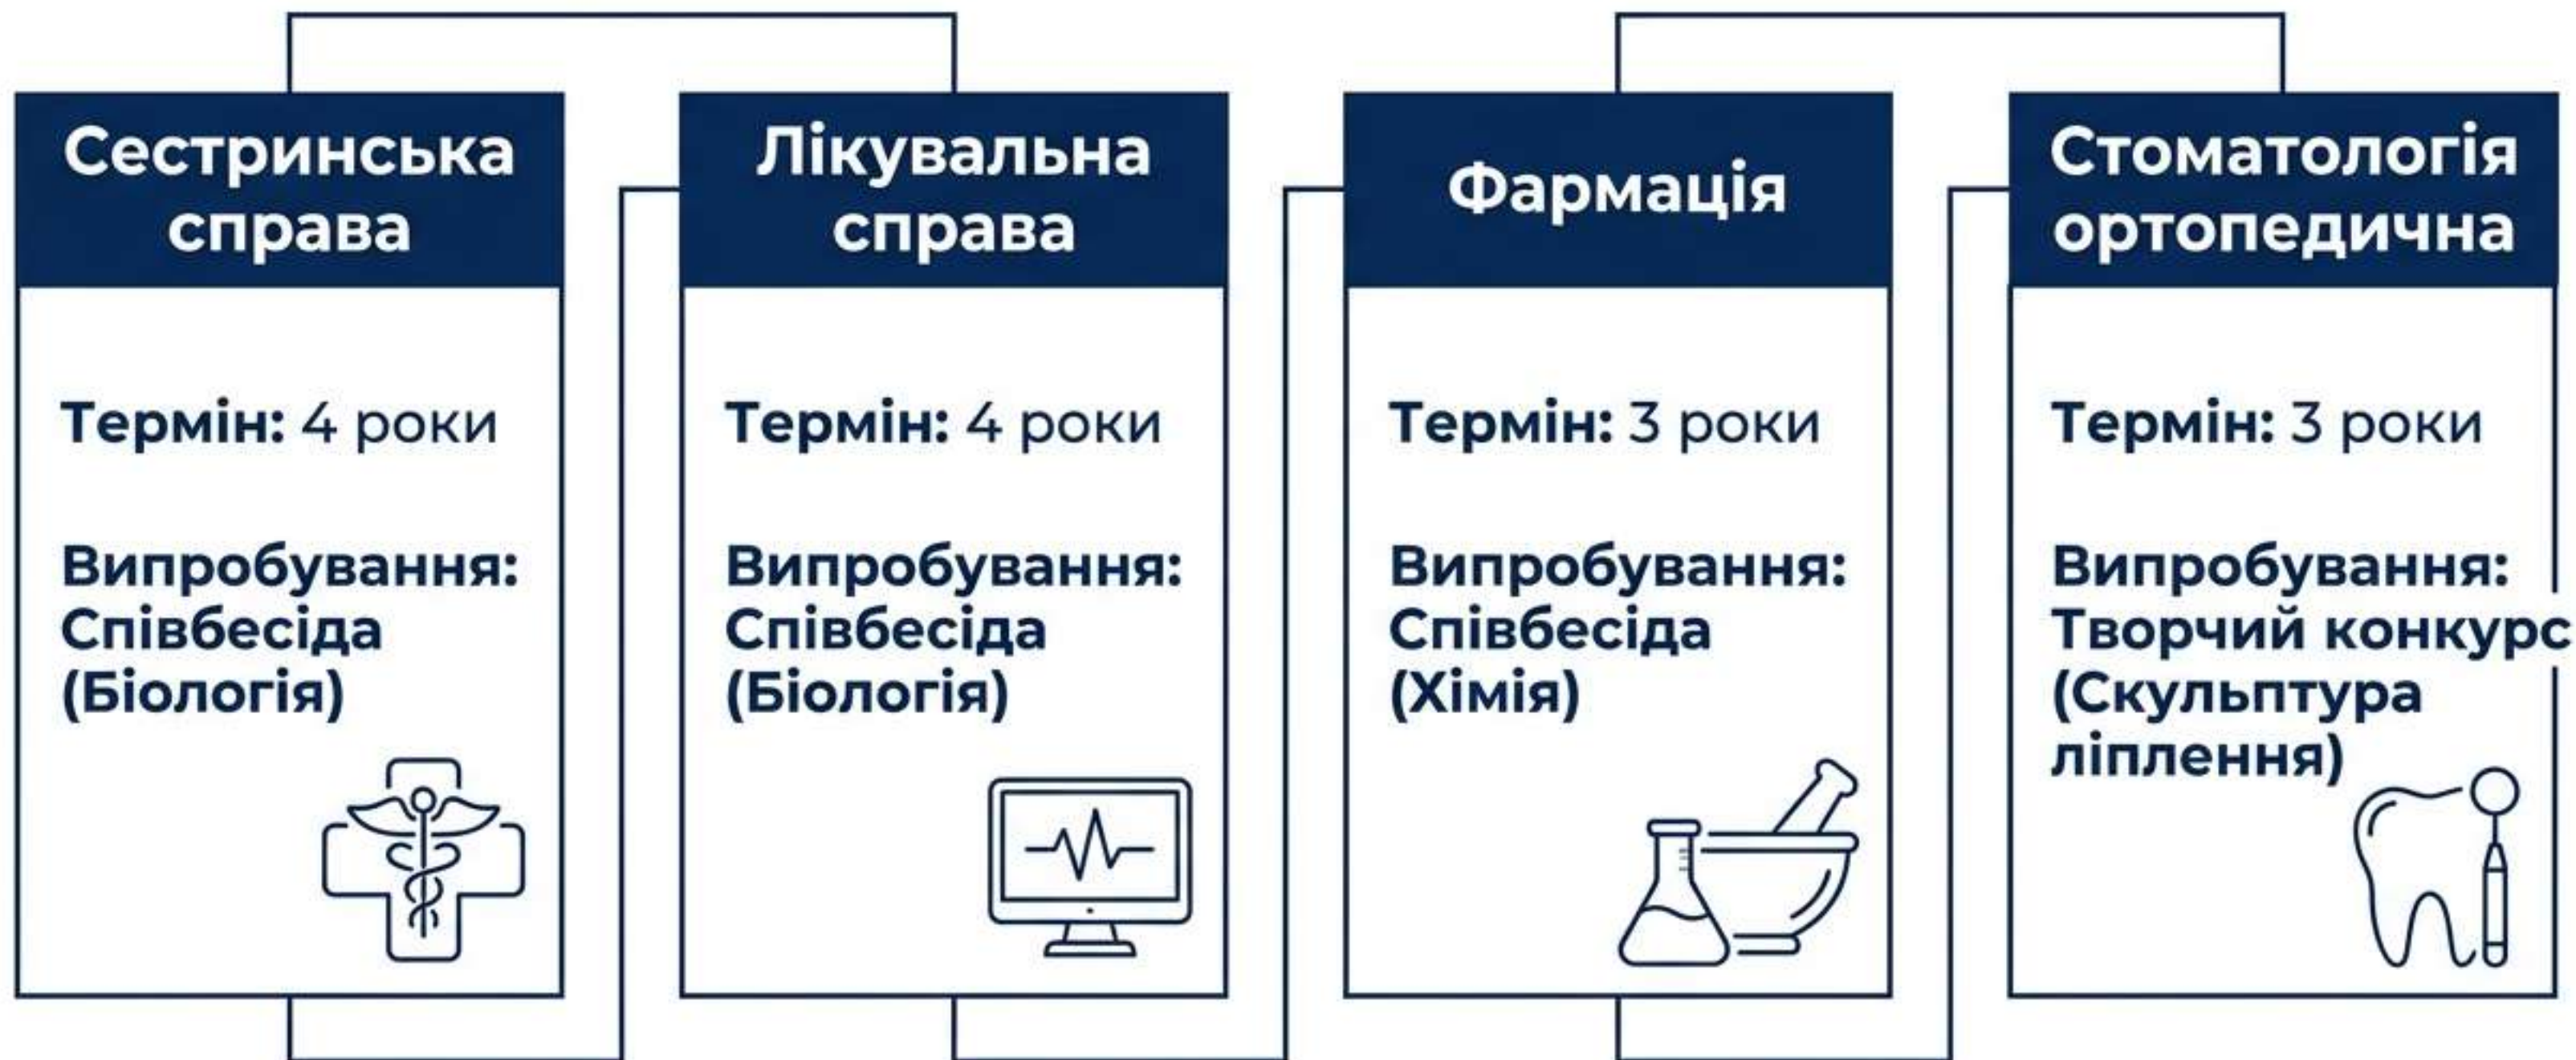 Сестринська
справа
Термін: 4 роки
Випробування:
Співбесіда
(Біологія)
Лікувальна
справа
Термін: 4 роки
Випробування:
Співбесіда
(Біологія)
Фармація
Термін: 3 роки
Випробування:
Співбесіда
(Хімія)
Стоматологія
ортопедична
Термін: 3 роки
Випробування:
Творчий конкурс
(Скульптура
ліплення)